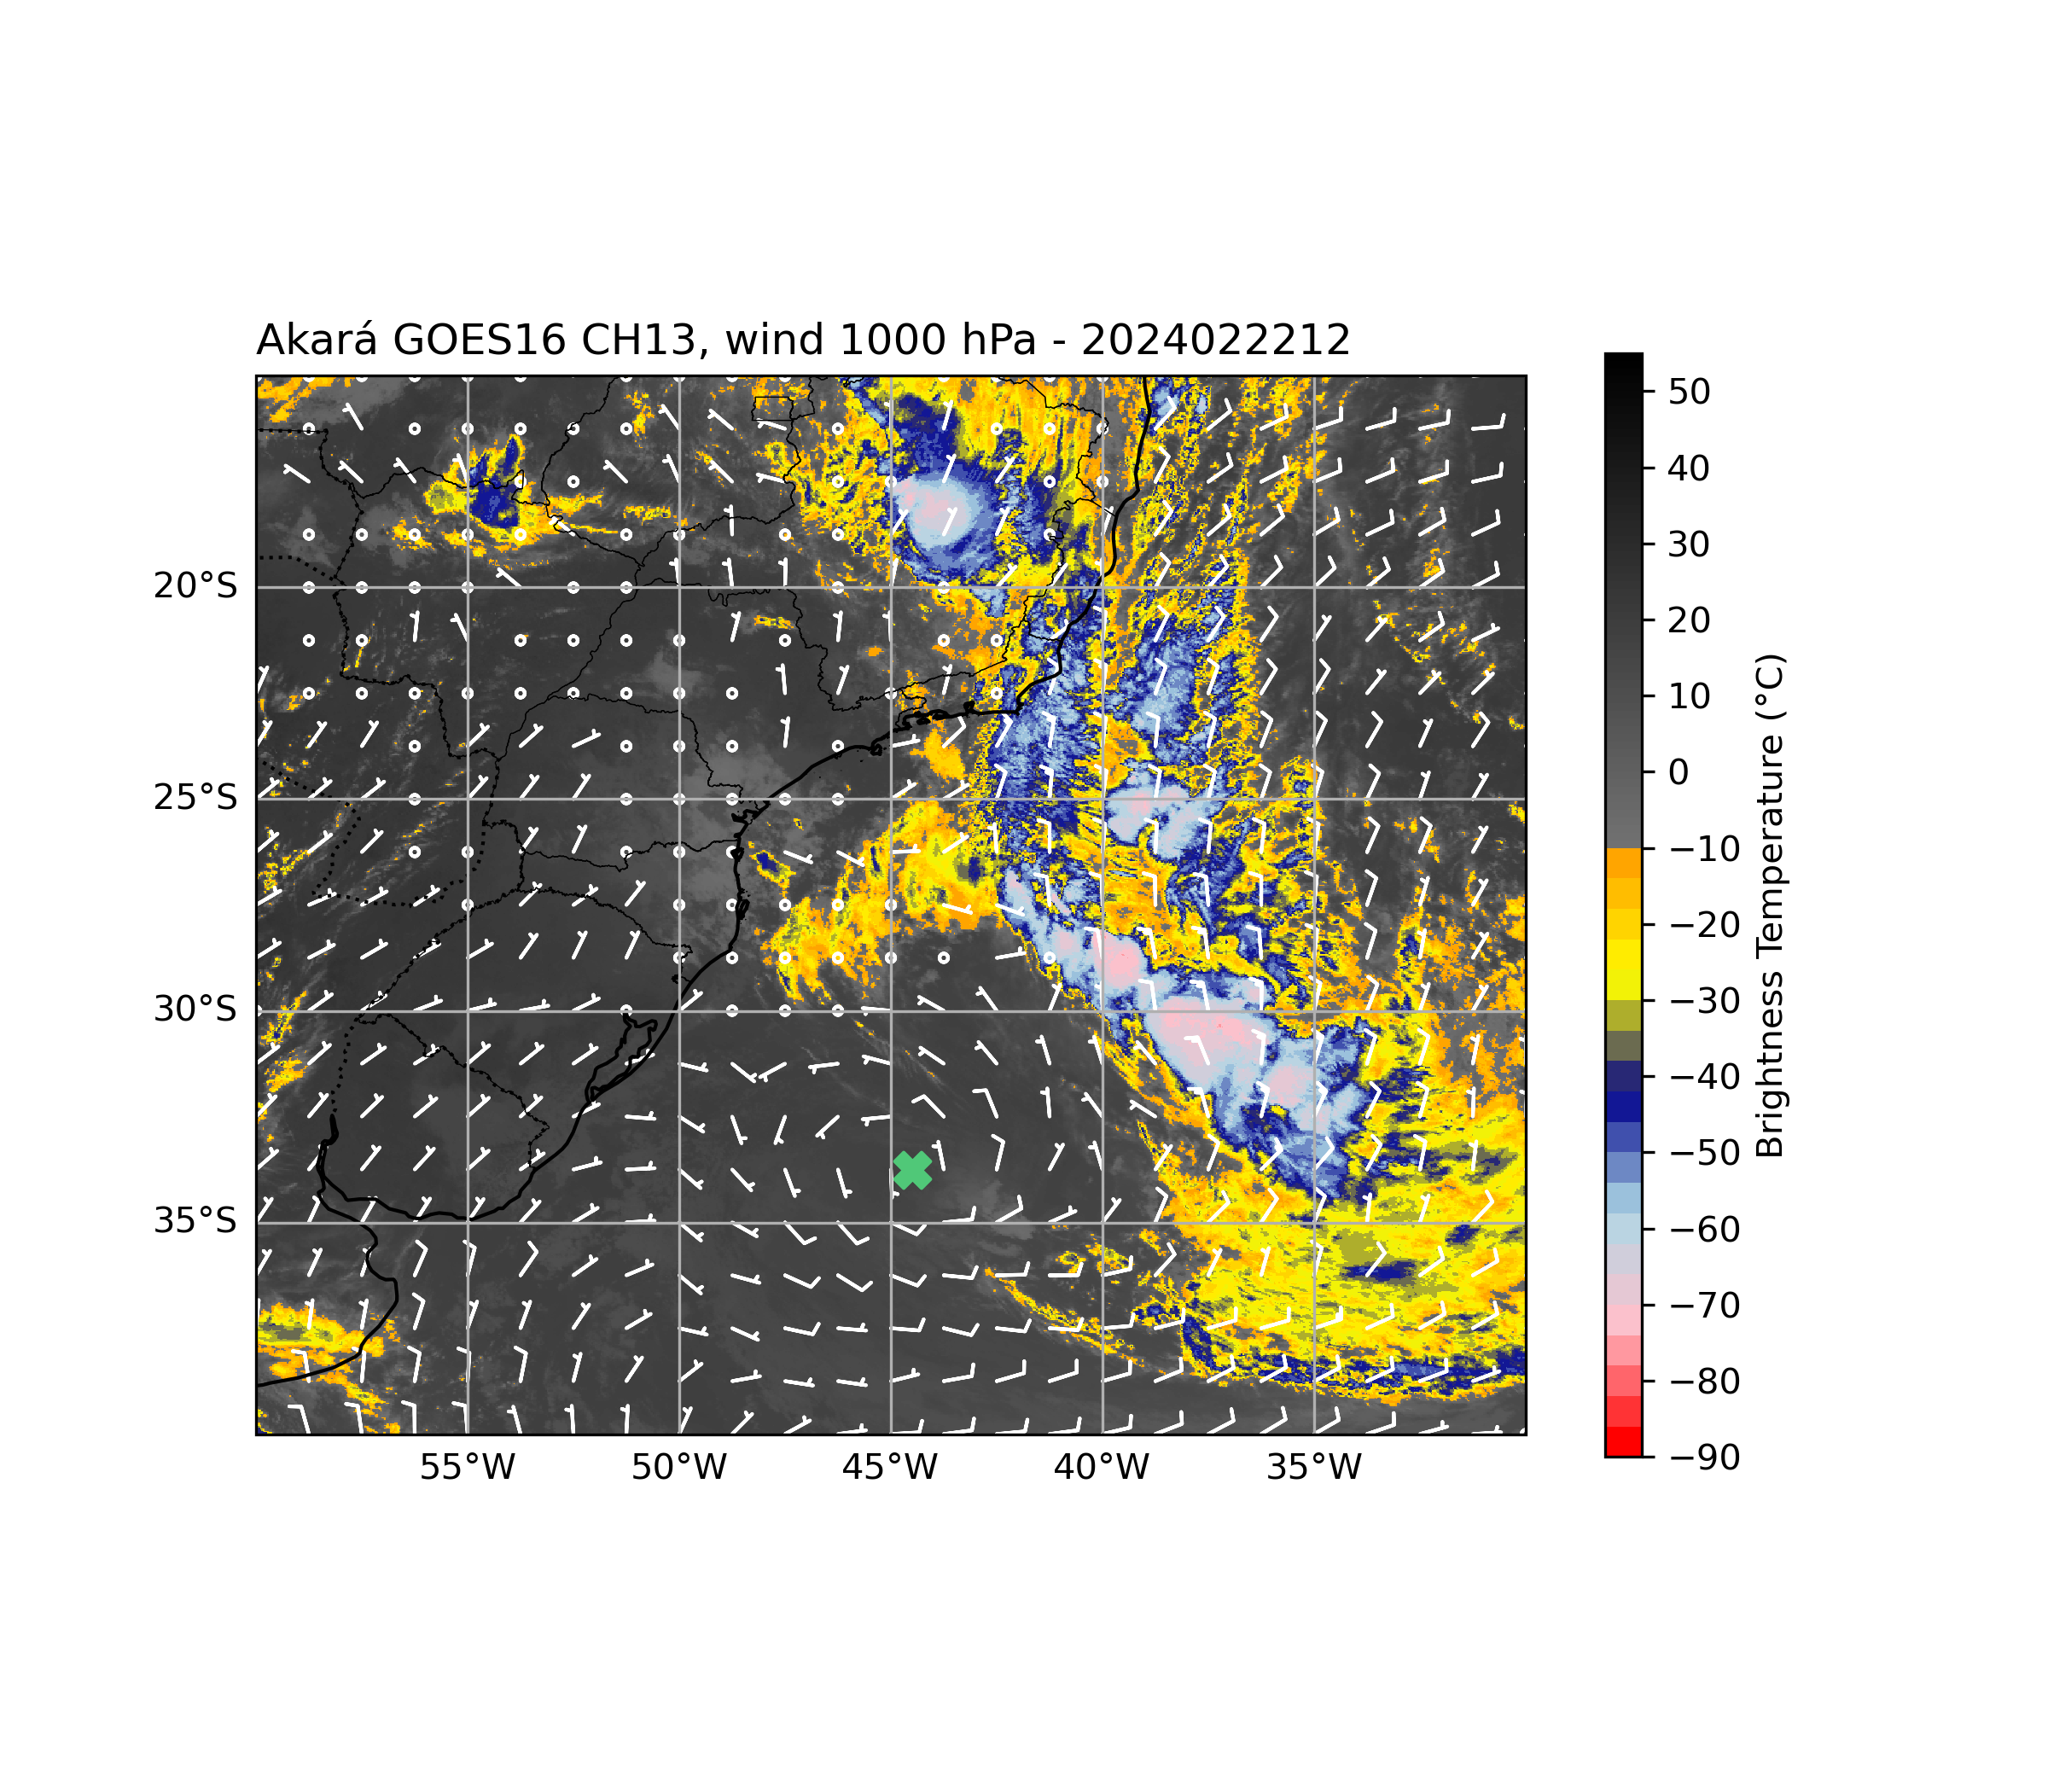 Akará GOES16 CH13, wind 1000 hPa - 2024022212
20°S
25°S
30°S
35°S
55°W
50°W
45°W
40°W
35°W
50
40
30
20
10
0
−10
−20
−30
−40
−50
−60
−70
−80
−90
Brightness Temperature (°C)